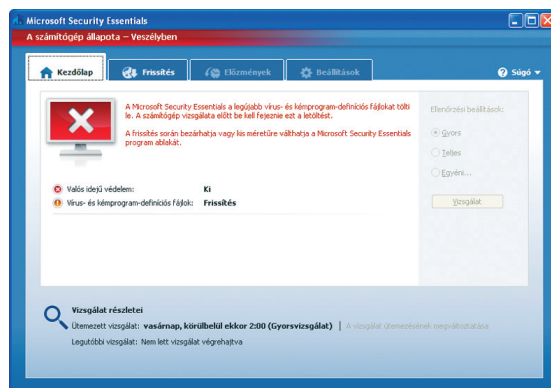 Microsoft Security Essentials
A számítógép állapota – Veszélyben
Kezdőlap
Frissítés
Előzmények
Beállítások
Súgó
A Microsoft Security Essentials a legújabb vírus- és kémprogram-definíciós fájlokat tölti
le. A számítógép vizsgálata előtt be kell fejeznie ezt a letöltést.
A frissítés során bezárhatja vagy kis méretűre válthatja a Microsoft Security Essentials
program ablakát.
Ellenőrzési beállítások:
Gyors
Teljes
Egyéni...
Vizsgálat
Valós idejű védelem: Ki
Vírus- és kémprogram-definíciós fájlok: Frissítés
Vizsgálat részletei
Ütemezett vizsgálat: vasárnap, körülbelül ekkor 2:00 (Gyorsvizsgálat) | A vizsgálat ütemezésének megváltoztatása
Legutóbbi vizsgálat: Nem lett vizsgálat végrehajtva